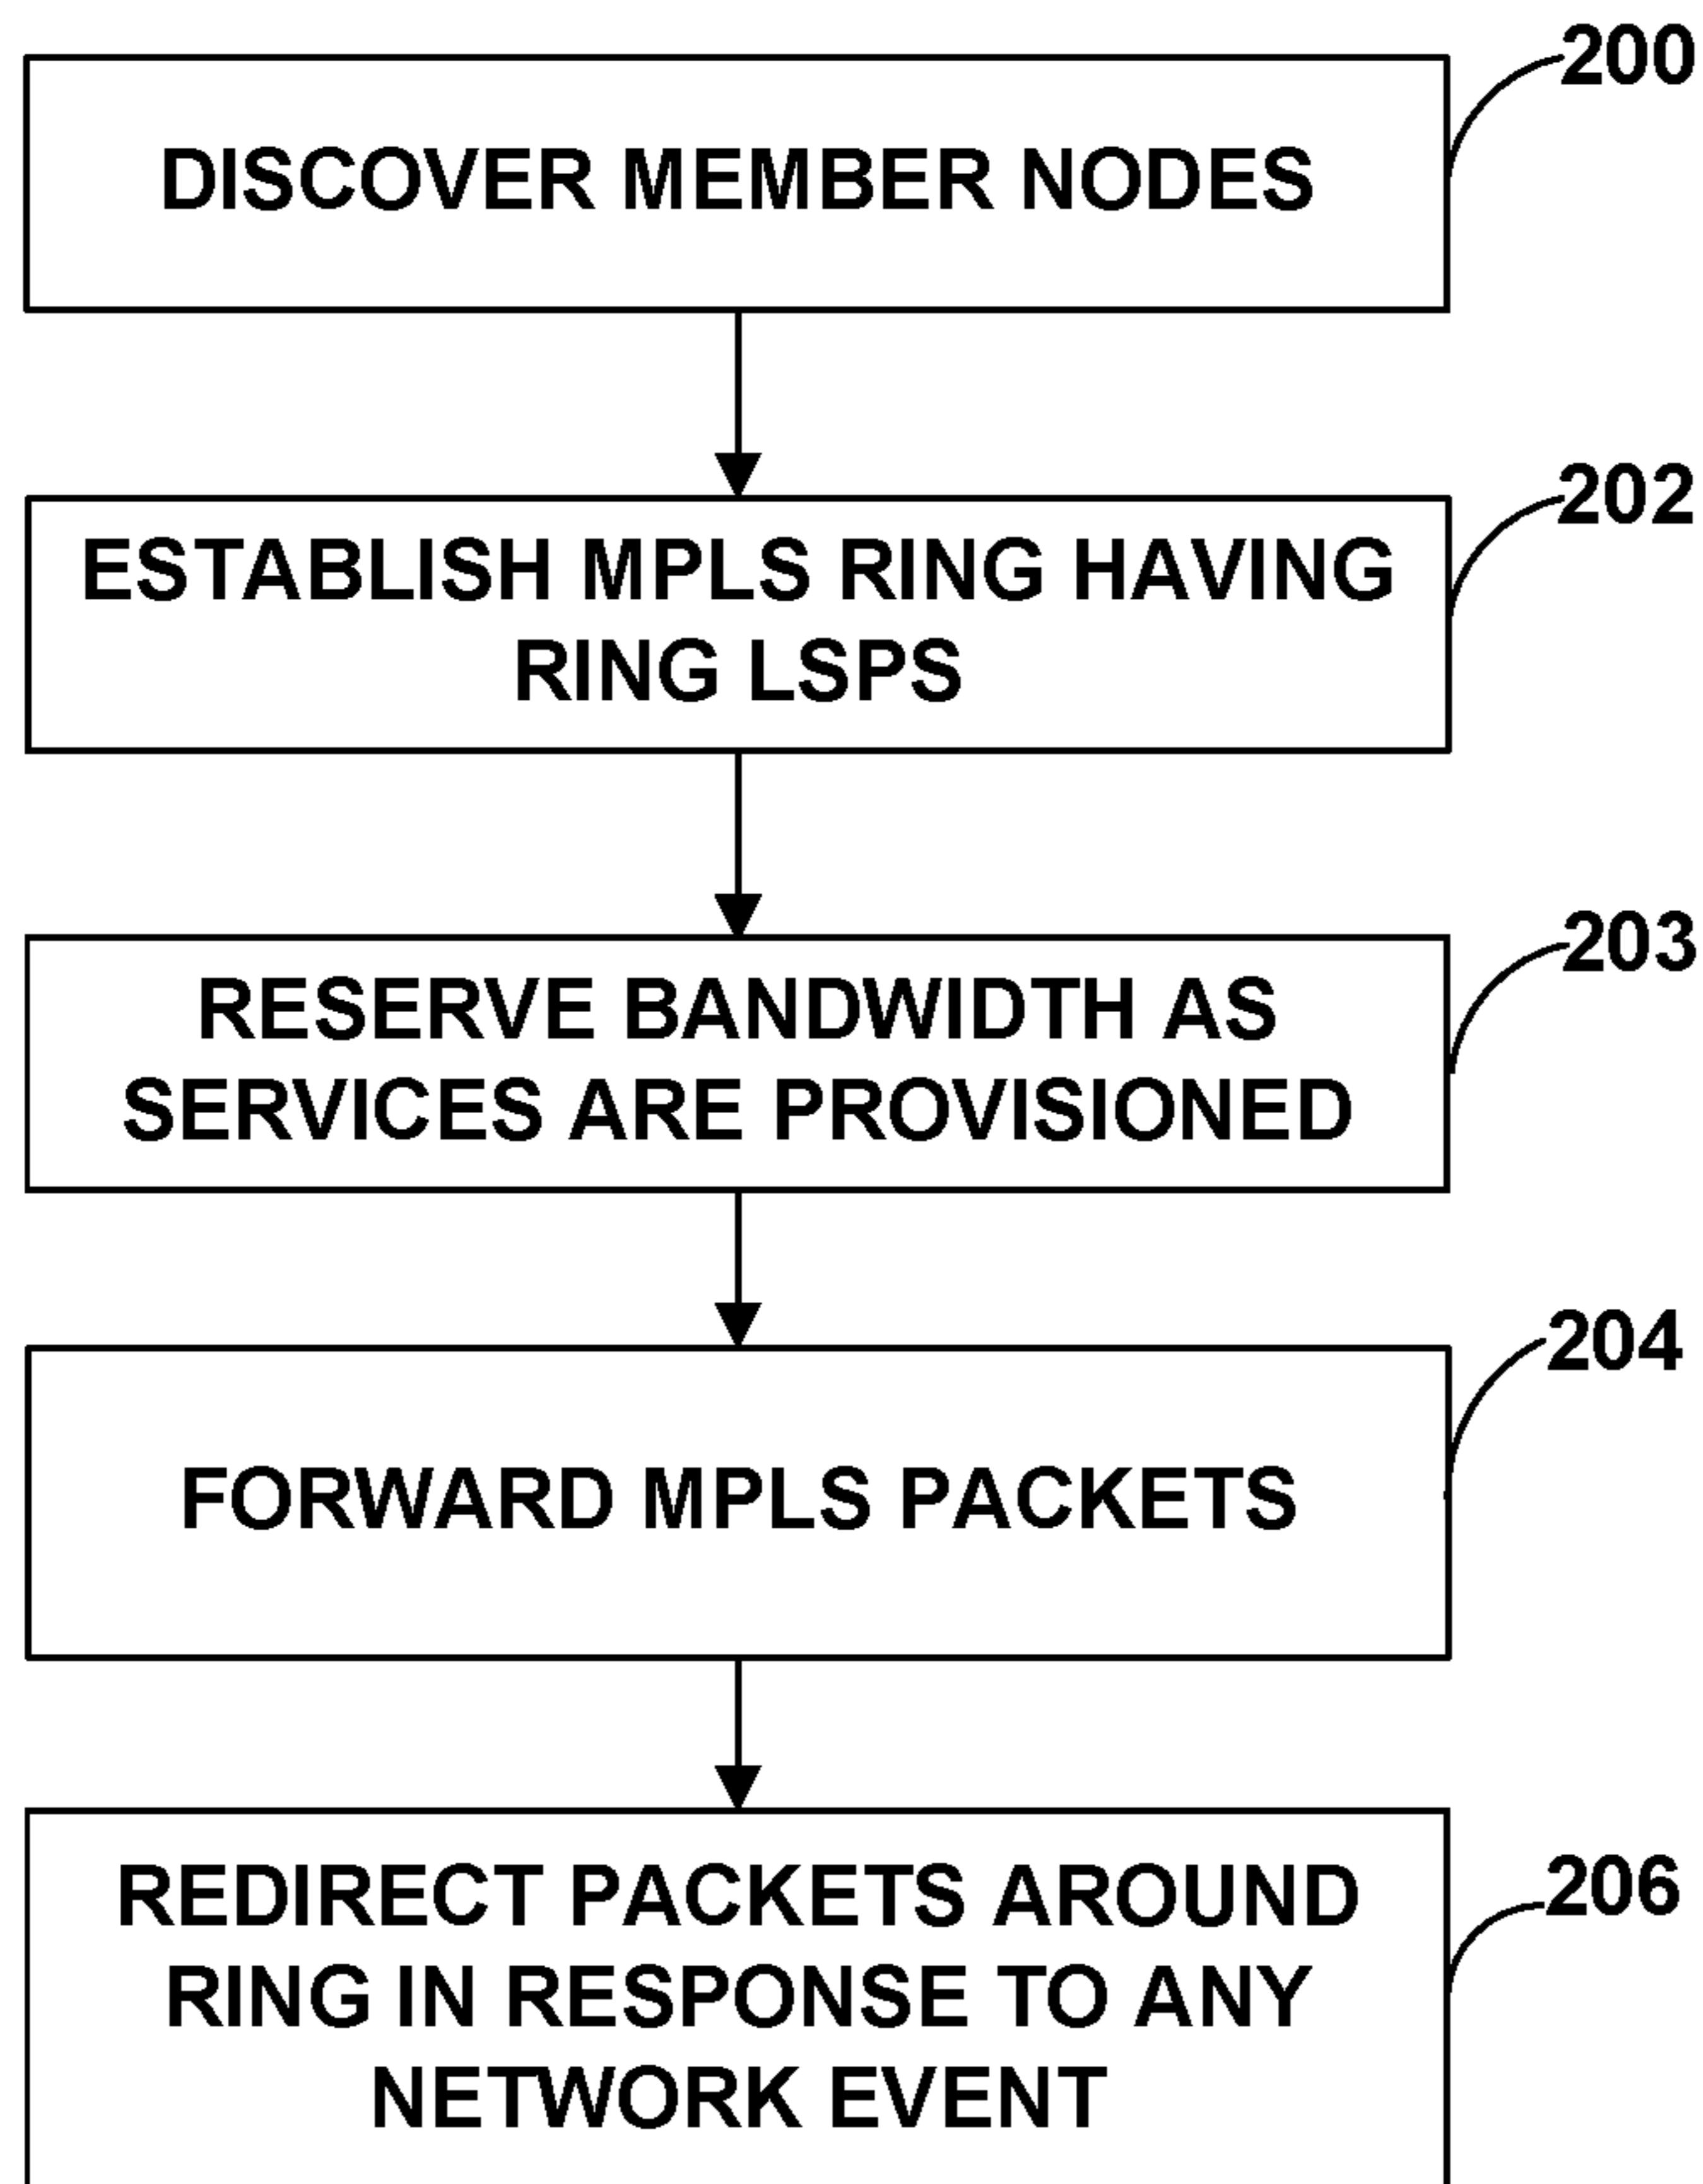 200
DISCOVER MEMBER NODES
202
ESTABLISH MPLS RING HAVING
RING LSPS
203
RESERVE BANDWIDTH AS
SERVICES ARE PROVISIONED
204
FORWARD MPLS PACKETS
206
REDIRECT PACKETS AROUND
RING IN RESPONSE TO ANY
NETWORK EVENT